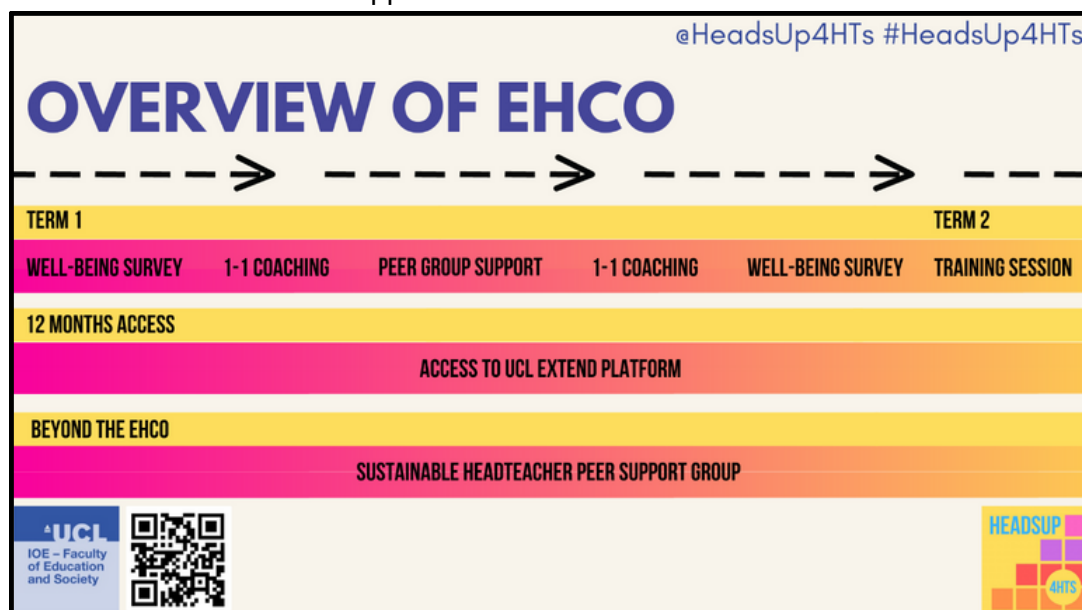 @HeadsUp4HTs #HeadsUp4HTs
OVERVIEW OF EHCO
TERM 1 TERM 2
WELL-BEING SURVEY 1-1 COACHING PEER GROUP SUPPORT 1-1 COACHING WELL-BEING SURVEY TRAINING SESSION
12 MONTHS ACCESS
ACCESS TO UCL EXTEND PLATFORM
BEYOND THE EHCO
SUSTAINABLE HEADTEACHER PEER SUPPORT GROUP
UCL
IOE – Faculty
of Education
and Society
HEADSUP
4HTS